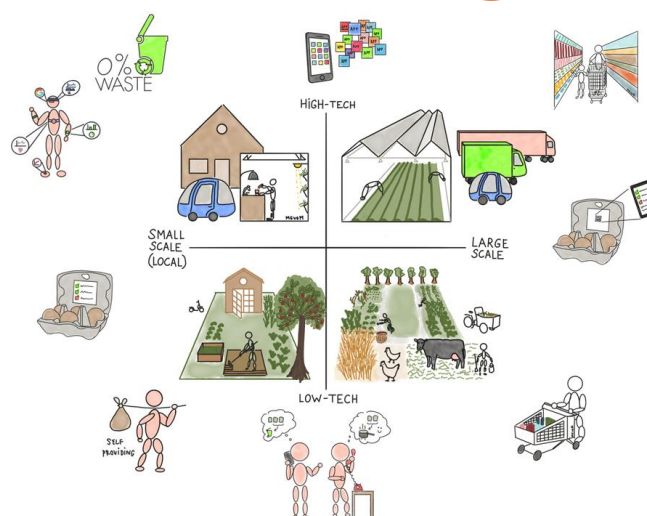 0%
WASTE
HIGH-TECH
SMALL
SCALE
(LOCAL)
LARGE
SCALE
LOW-TECH
SELF
PROVIDING